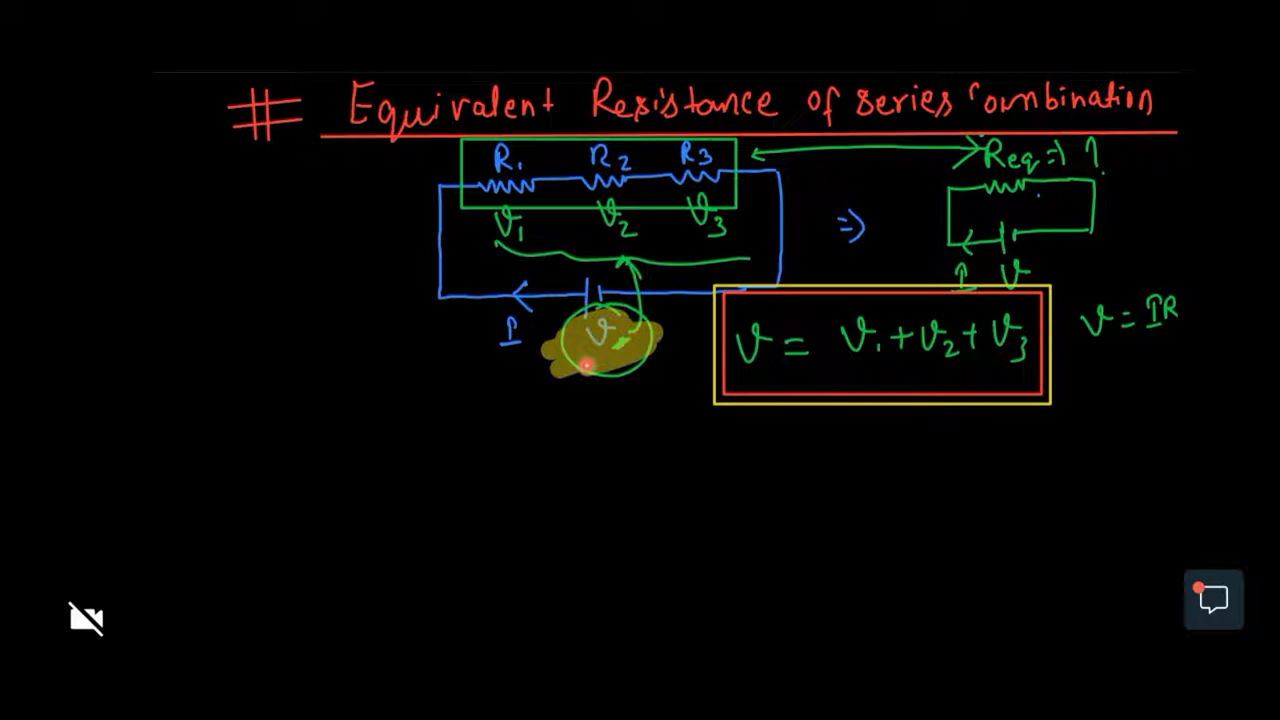 # Equivalent Resistance of series Combination
R1 R2 R3
Req => ?
V1 V2 V3
=>
I V
I V
V = V1 + V2 + V3
V = IR